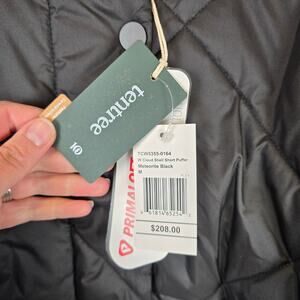 tentree
PRIMALOFT
TCW5355-0164
W Cloud Shell Short Puffer
Meteorite Black
M
$208.00